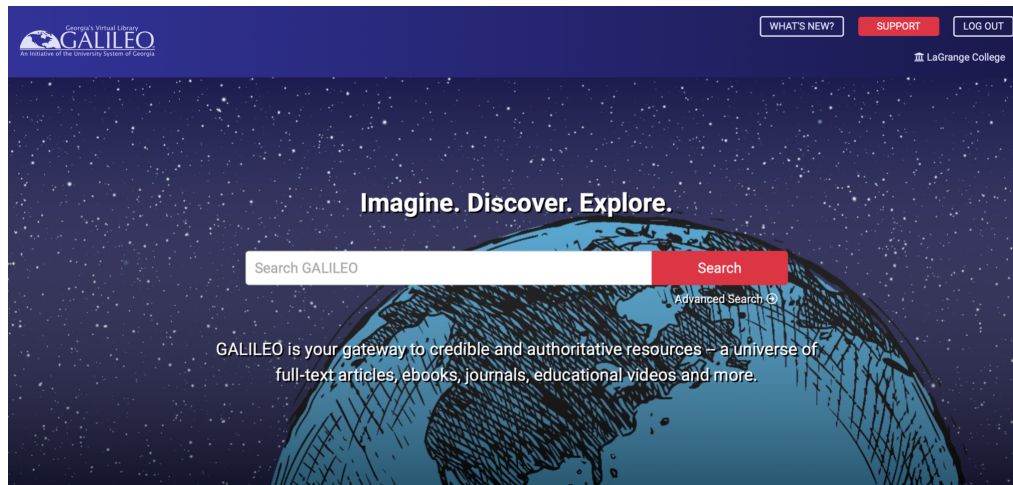 Georgia's Virtual Library
GALILEO
An Initiative of the University System of Georgia
WHAT'S NEW?
SUPPORT
LOG OUT
LaGrange College
Imagine. Discover. Explore.
Search GALILEO
Search
Advanced Search
GALILEO is your gateway to credible and authoritative resources – a universe of
full-text articles, ebooks, journals, educational videos and more.